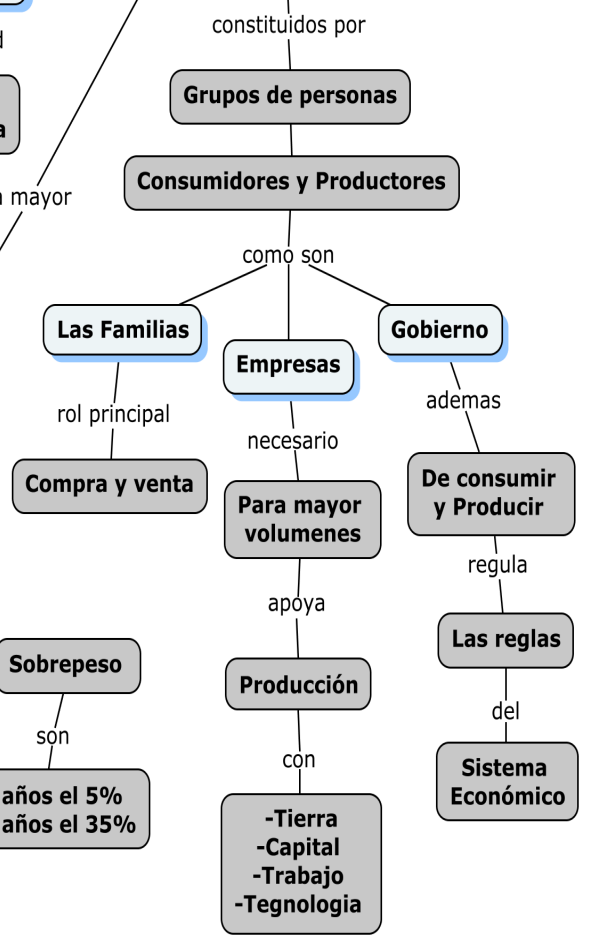 constituidos por
Grupos de personas
Consumidores y Productores
mayor
como son
Las Familias
Empresas
Gobierno
rol principal
necesario
ademas
Compra y venta
Para mayor
volumenes
De consumir
y Producir
apoya
regula
Sobrepeso
Producción
Las reglas
son
con
del
años el 5%
años el 35%
-Tierra
-Capital
-Trabajo
-Tegnologia
Sistema
Económico